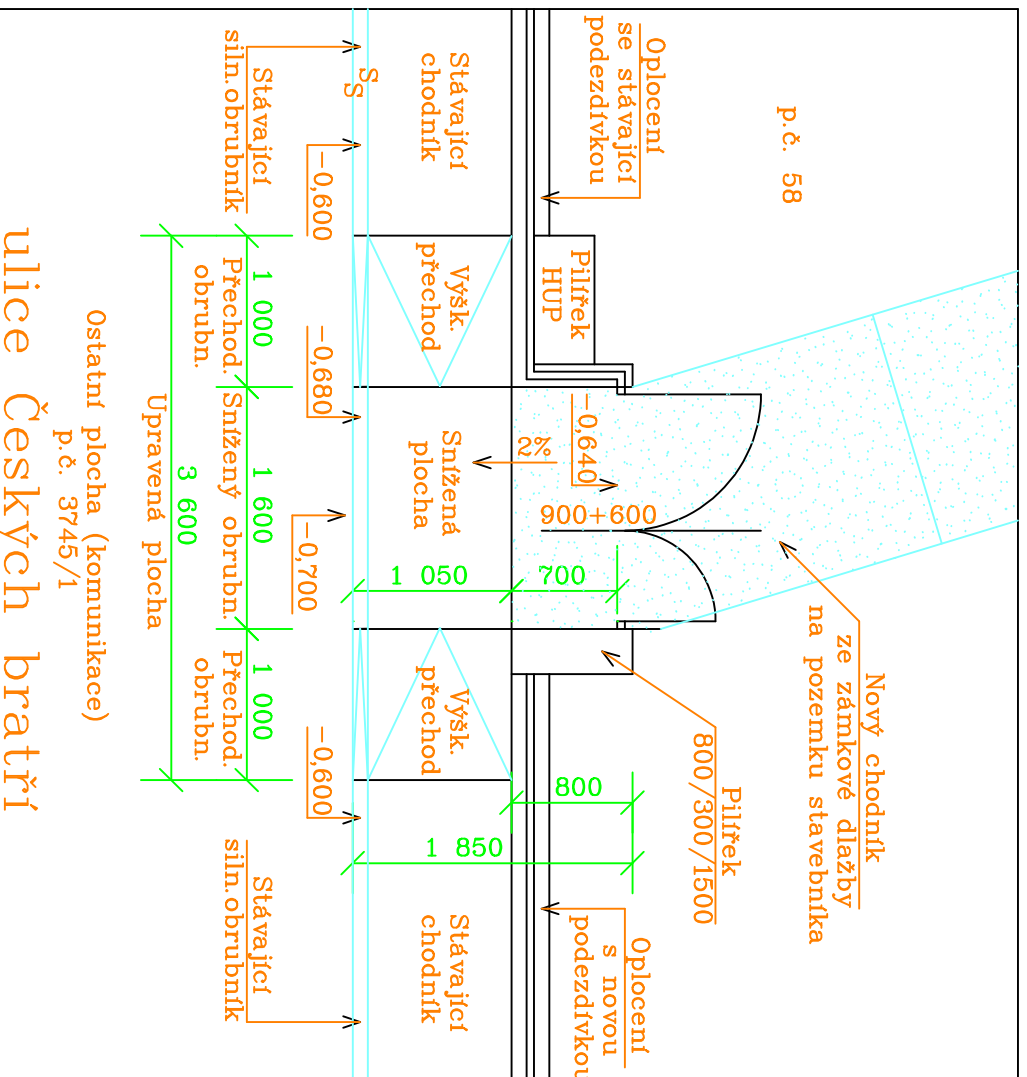 p.č. 58
Oplocení
se stávající
podezdívkou
Pilířek
HUP
Nový chodník
ze zámkové dlažby
na pozemku stavebníka
Pilířek
800/300/1500
Oplocení
s novou
podezdívkou
900+600
-0,640
2%
700
1 050
800
1 850
Stávající
chodník
Výšk.
přechod
Snížená
plocha
Výšk.
přechod
Stávající
chodník
S
S
-0,600
-0,680
-0,700
-0,600
Stávající
siln.obrubník
1 000
Přechod.
obrubn.
1 600
Snížený obrubn.
1 000
Přechod.
obrubn.
Stávající
siln.obrubník
3 600
Upravená plocha
Ostatní plocha (komunikace)
p.č. 3745/1
ulice Českých bratří